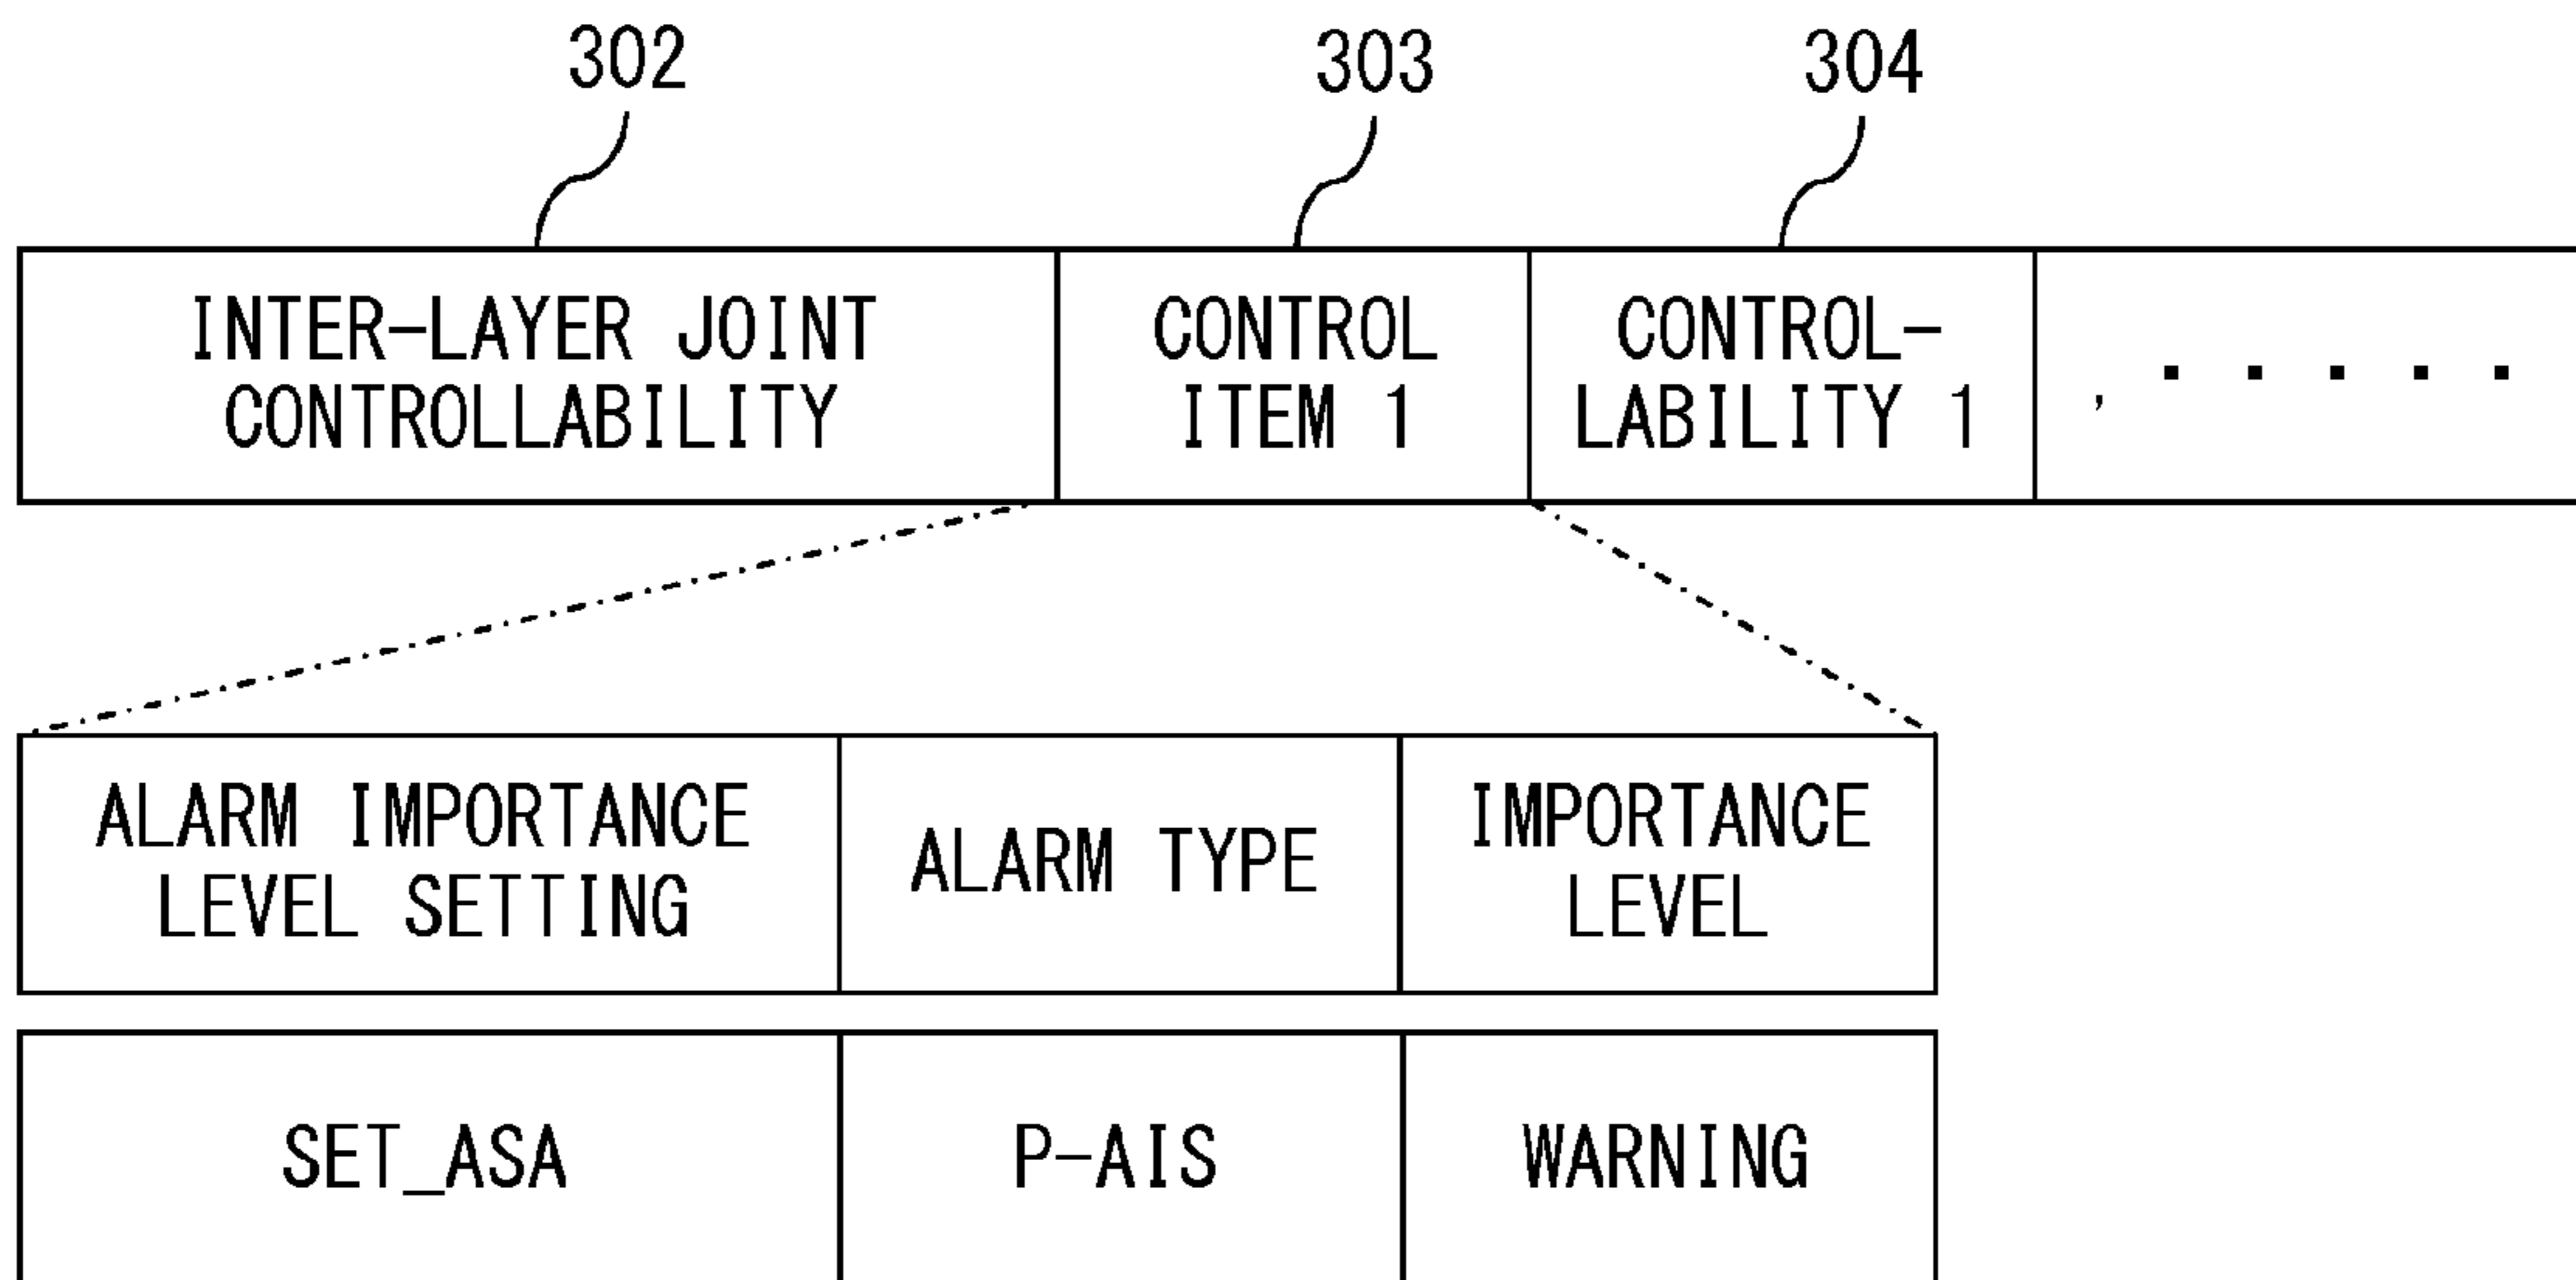 302
303
304
INTER-LAYER JOINT
CONTROLLABILITY
CONTROL
ITEM 1
CONTROL-
LABILITY 1
, ▪ ▪ ▪ ▪ ▪
ALARM IMPORTANCE
LEVEL SETTING
ALARM TYPE
IMPORTANCE
LEVEL
SET_ASA
P-AIS
WARNING